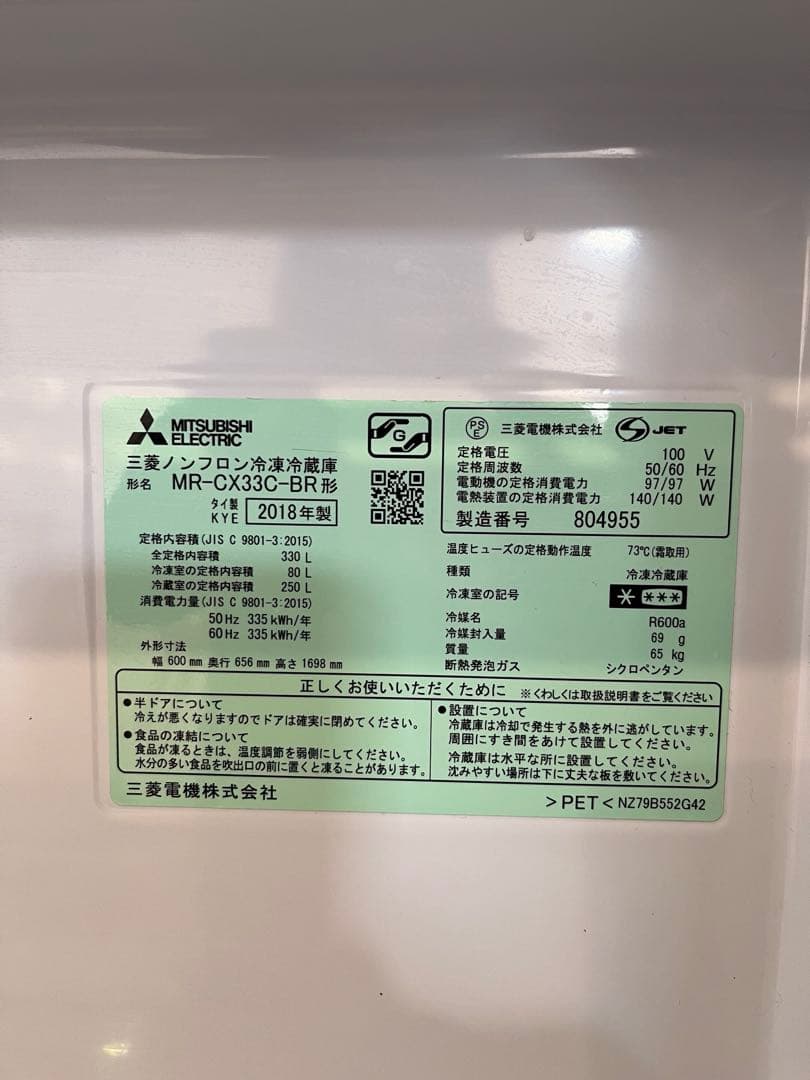 MITSUBISHI
ELECTRIC
三菱ノンフロン冷凍冷蔵庫
形名 MR-CX33C-BR形
タイ製
KYE 2018年製
G
PS
E 三菱電機株式会社 S JET
定格電圧 100 V
定格周波数 50/60 Hz
電動機の定格消費電力 97/97 W
電熱装置の定格消費電力 140/140 W
製造番号 804955
定格内容積(JIS C 9801-3:2015)
全定格内容積 330 L
冷凍室の定格内容積 80 L
冷蔵室の定格内容積 250 L
消費電力量(JIS C 9801-3:2015)
50Hz 335 kWh/年
60Hz 335 kWh/年
外形寸法
幅 600 mm 奥行 656 mm 高さ 1698 mm
温度ヒューズの定格動作温度 73℃(霜取用)
種類 冷凍冷蔵庫
冷凍室の記号 * ***
冷媒名 R600a
冷媒封入量 69 g
質量 65 kg
断熱発泡ガス シクロペンタン
正しくお使いいただくために ※くわしくは取扱説明書をご覧ください
●半ドアについて
冷えが悪くなりますのでドアは確実に閉めてください。
●食品の凍結について
食品が凍るときは、温度調節を弱側にしてください。
水分の多い食品を吹出口の前に置くと凍ることがあります。
●設置について
冷蔵庫は冷却で発生する熱を外に逃がしています。
周囲にすき間をあけて設置してください。
冷蔵庫は水平な所に設置してください。
沈みやすい場所は下に丈夫な板を敷いてください。
三菱電機株式会社
>PET< NZ79B552G42